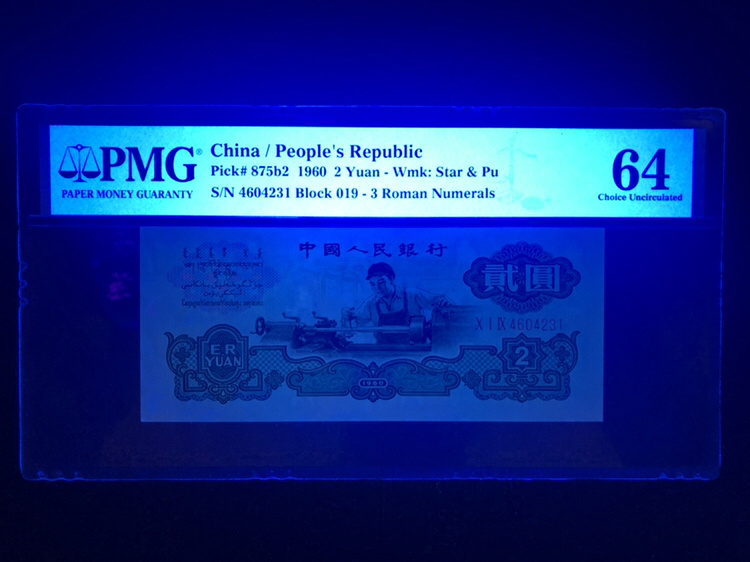 PMG®
PAPER MONEY GUARANTY
China / People's Republic
Pick# 875b2 1960 2 Yuan - Wmk: Star & Pu
S/N 4604231 Block 019 - 3 Roman Numerals
64
Choice Uncirculated
中國人民銀行
貳圓
X I IX 4604231
ER
YUAN
2
1960